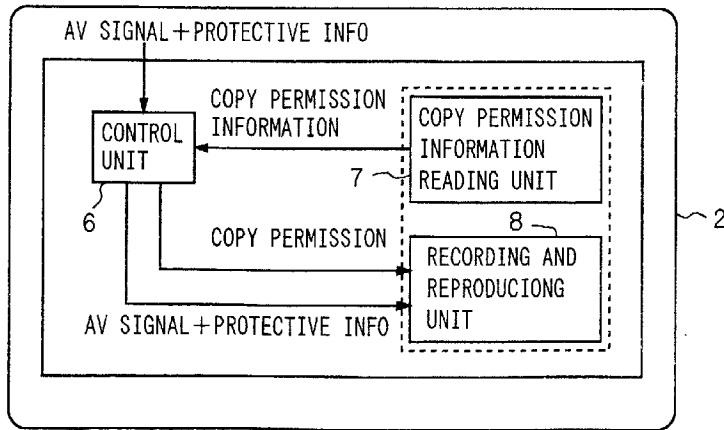 AV SIGNAL+PROTECTIVE INFO
COPY PERMISSION
INFORMATION
CONTROL
UNIT
6
COPY PERMISSION
INFORMATION
READING UNIT
7
2
8
COPY PERMISSION
RECORDING AND
REPRODUCIONG
UNIT
AV SIGNAL+PROTECTIVE INFO